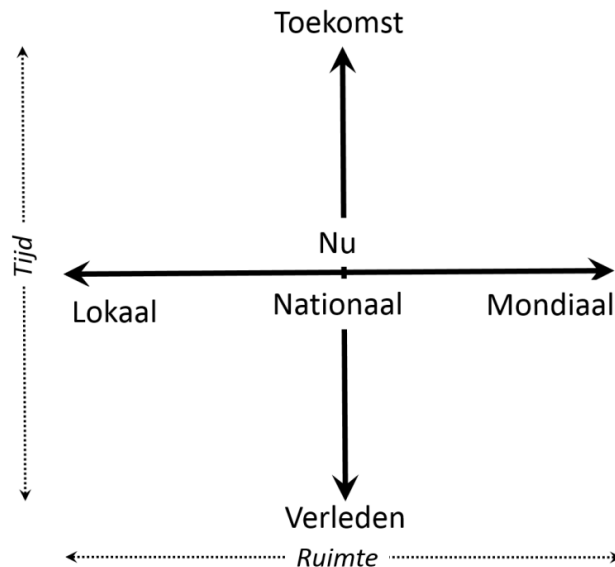 Toekomst
Tijd
Nu
Lokaal
Nationaal
Mondiaal
Verleden
Ruimte